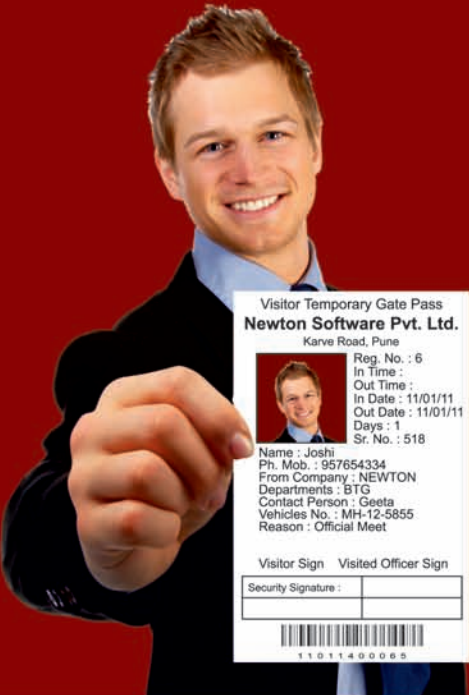 Visitor Temporary Gate Pass
Newton Software Pvt. Ltd.
Karve Road, Pune
Reg. No. : 6
In Time :
Out Time :
In Date : 11/01/11
Out Date : 11/01/11
Days : 1
Sr. No. : 518
Name : Joshi
Ph. Mob. : 957654334
From Company : NEWTON
Departments : BTG
Contact Person : Geeta
Vehicles No. : MH-12-5855
Reason : Official Meet
Visitor Sign Visited Officer Sign
Security Signature :
11011400065